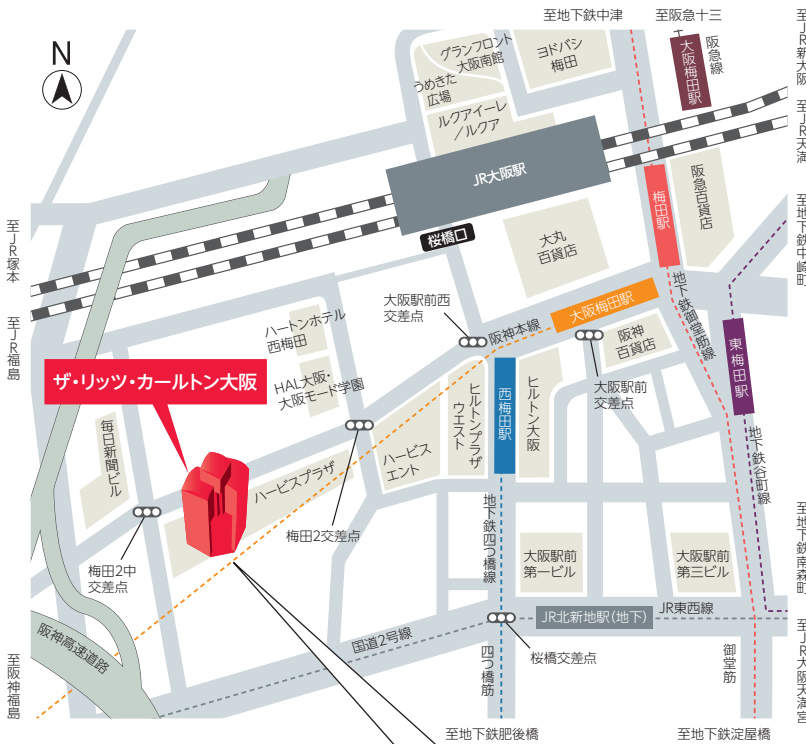 至地下鉄中津
至阪急十三
至JR新大阪
至JR天満
N
グランフロント
大阪南館
うめきた
広場
ヨドバシ
梅田
大阪梅田駅
阪急線
ルクアイーレ
/ルクア
JR大阪駅
梅田駅
阪急百貨店
至地下鉄中崎町
至JR塚本
至JR福島
桜橋口
大丸
百貨店
大阪駅前西
交差点
阪神本線
大阪梅田駅
地下鉄御堂筋線
阪神
百貨店
東梅田駅
ハートンホテル
西梅田
HAL大阪・
大阪モード学園
ザ・リッツ・カールトン大阪
ヒルトンプラザ
ウエスト
西梅田駅
ヒルトン大阪
大阪駅前
交差点
毎日新聞ビル
ハービスプラザ
ハービス
エント
地下鉄谷町線
梅田2交差点
梅田2中
交差点
地下鉄四つ橋線
大阪駅前
第一ビル
大阪駅前
第三ビル
至地下鉄南森町
JR北新地駅(地下)
JR東西線
国道2号線
桜橋交差点
阪神高速道路
四つ橋筋
御堂筋
至阪神福島
至JR大阪天満宮
至地下鉄肥後橋
至地下鉄淀屋橋